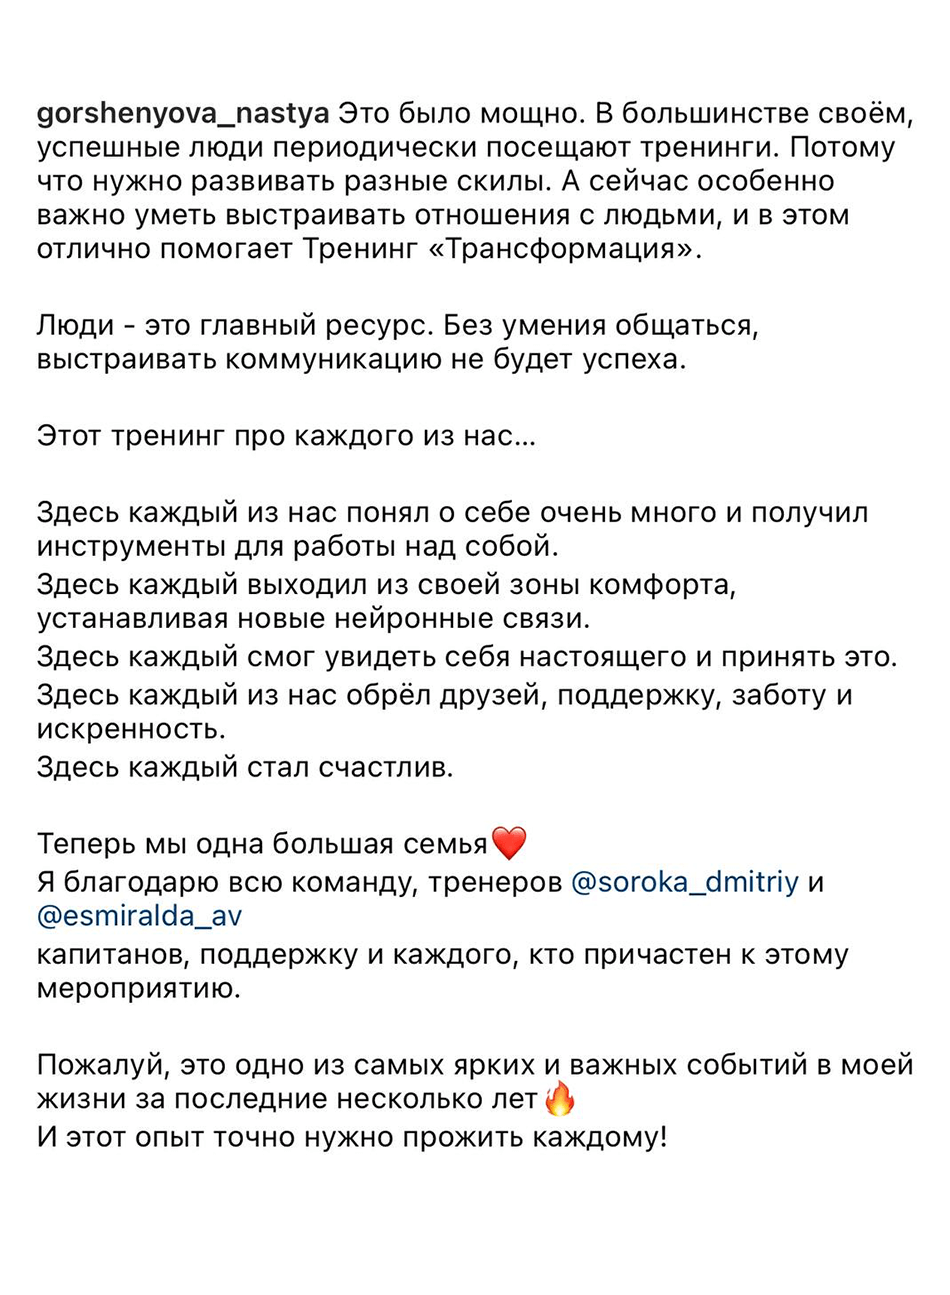 gorshenyova_nastya Это было мощно. В большинстве своём,
успешные люди периодически посещают тренинги. Потому
что нужно развивать разные скилы. А сейчас особенно
важно уметь выстраивать отношения с людьми, и в этом
отлично помогает Тренинг «Трансформация».
Люди - это главный ресурс. Без умения общаться,
выстраивать коммуникацию не будет успеха.
Этот тренинг про каждого из нас...
Здесь каждый из нас понял о себе очень много и получил
инструменты для работы над собой.
Здесь каждый выходил из своей зоны комфорта,
устанавливая новые нейронные связи.
Здесь каждый смог увидеть себя настоящего и принять это.
Здесь каждый из нас обрёл друзей, поддержку, заботу и
искренность.
Здесь каждый стал счастлив.
Теперь мы одна большая семья❤️
Я благодарю всю команду, тренеров @soroka_dmitriy и
@esmiralda_av
капитанов, поддержку и каждого, кто причастен к этому
мероприятию.
Пожалуй, это одно из самых ярких и важных событий в моей
жизни за последние несколько лет🔥
И этот опыт точно нужно прожить каждому!